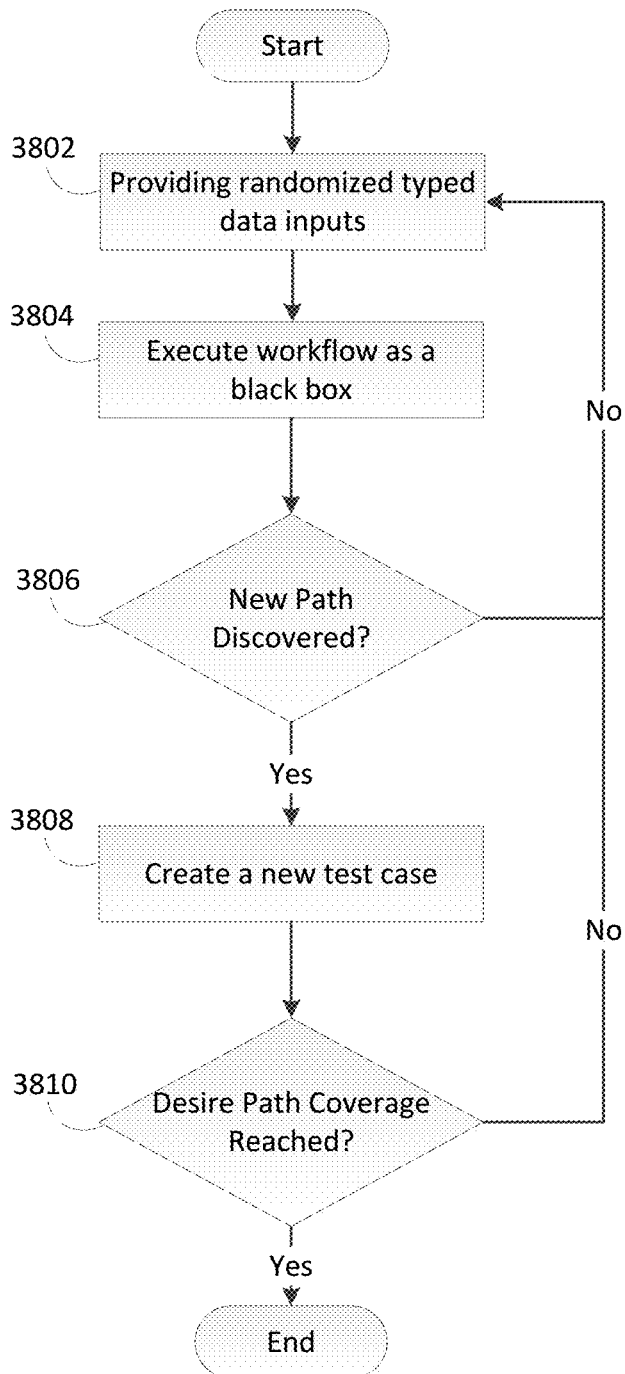 Start
3802
Providing randomized typed
data inputs
3804
Execute workflow as a
black box
No
3806
New Path
Discovered?
Yes
3808
Create a new test case
No
3810
Desire Path Coverage
Reached?
Yes
End